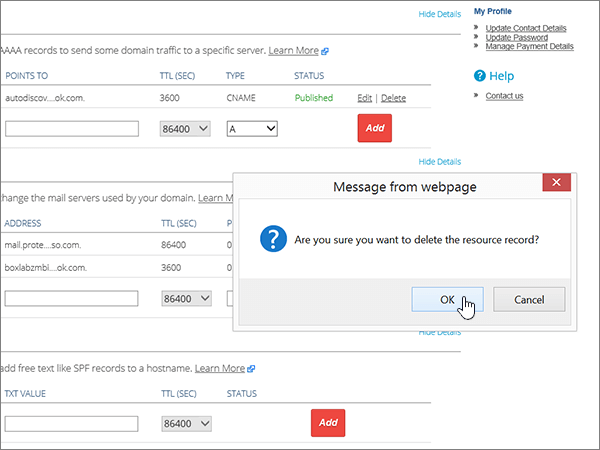 Hide Details
My Profile
» Update Contact Details
» Update Password
» Manage Payment Details
Help
» Contact us
AAAA records to send some domain traffic to a specific server. Learn More
POINTS TO TTL (SEC) TYPE STATUS
autodiscov....ok.com. 3600 CNAME Published Edit | Delete
86400 A Add
Hide Details
change the mail servers used by your domain. Learn M
ADDRESS TTL (SEC) P
mail.prote....so.com. 86400 0
boxlabzmbi....ok.com. 3600 0
86400
Message from webpage
Are you sure you want to delete the resource record?
OK Cancel
Hide Details
add free text like SPF records to a hostname. Learn More
TXT VALUE TTL (SEC) STATUS
86400 Add